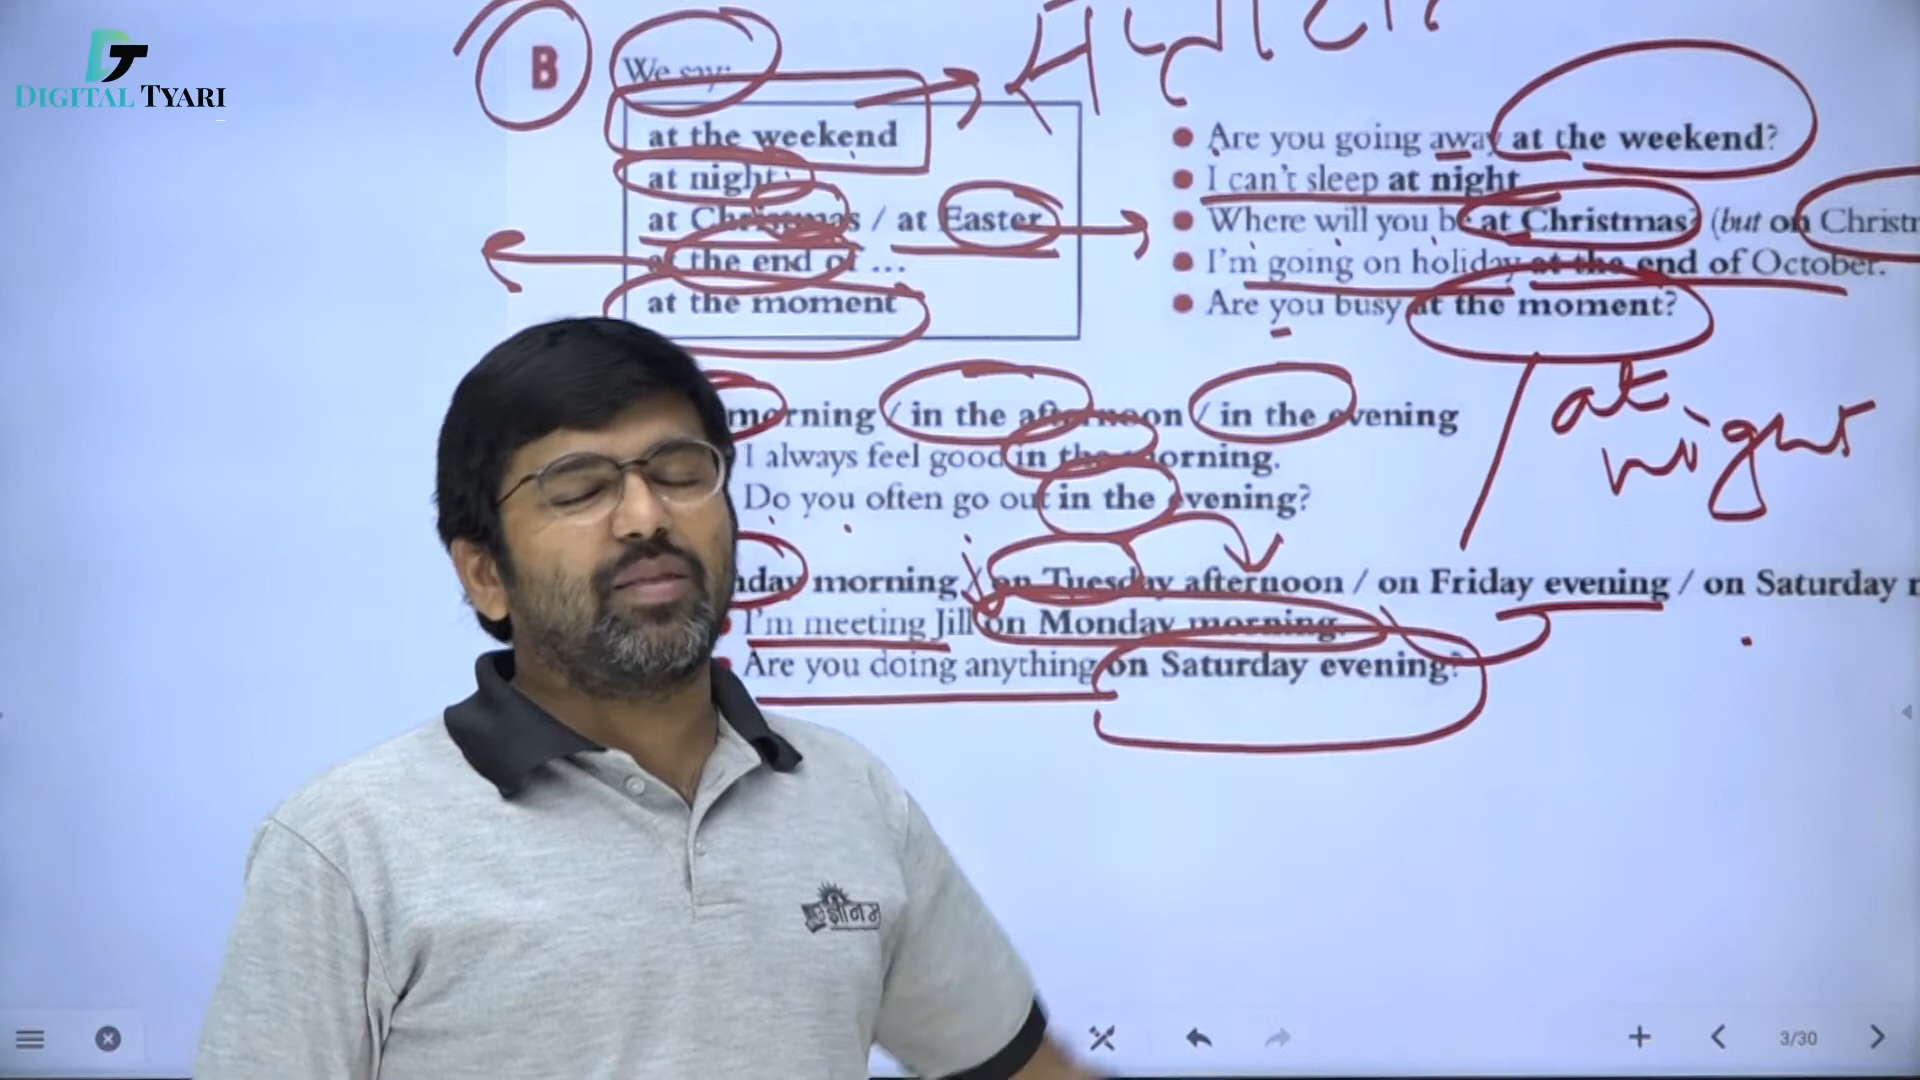 DT
DIGITAL TYARI
B
We say:
at the weekend
at night
at Christmas / at Easter
at the end of ...
at the moment
● Are you going away at the weekend?
● I can't sleep at night.
● Where will you be at Christmas? (but on Christ
● I'm going on holiday at the end of October.
● Are you busy at the moment?
at
night
morning / in the afternoon / in the evening
I always feel good in the morning.
Do you often go out in the evening?
day morning / on Tuesday afternoon / on Friday evening / on Saturday
I'm meeting Jill on Monday morning.
Are you doing anything on Saturday evening?
3/30